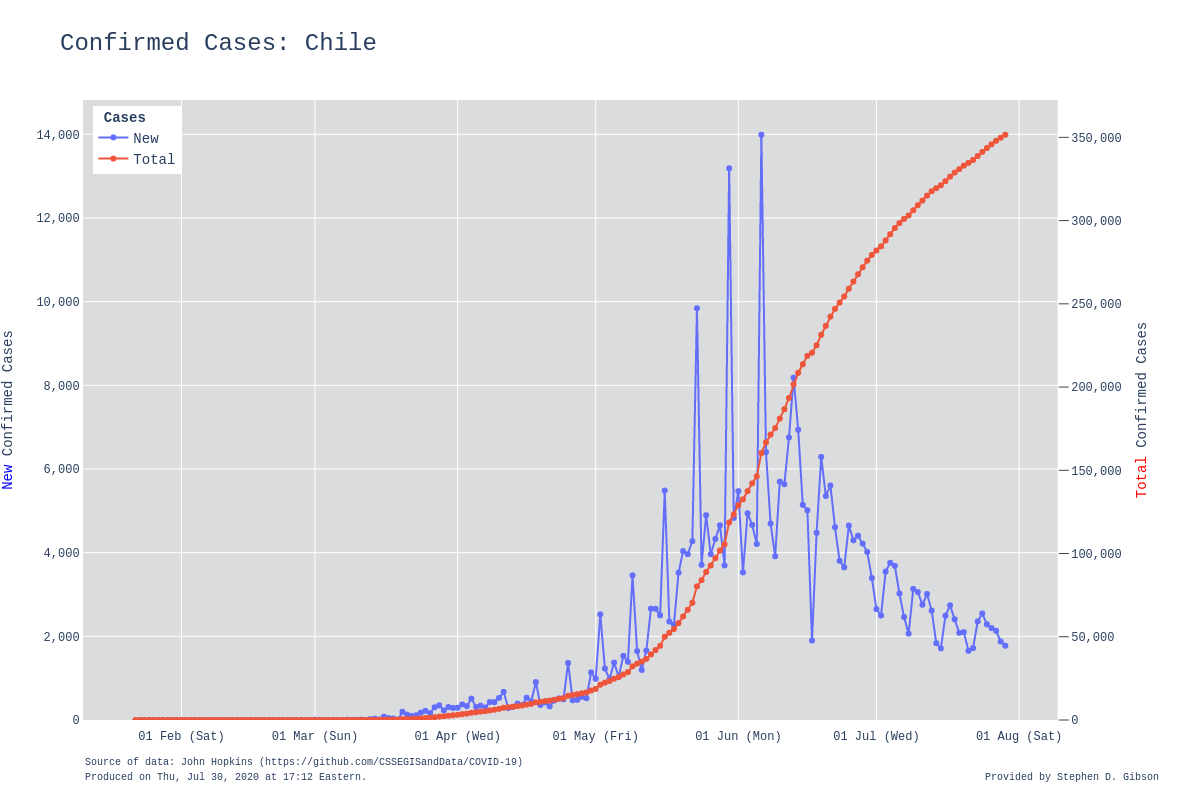 Confirmed Cases: Chile
Cases
New
Total
14,000
12,000
10,000
8,000
6,000
4,000
2,000
0
New Confirmed Cases
350,000
300,000
250,000
200,000
150,000
100,000
50,000
0
Total Confirmed Cases
01 Feb (Sat)
01 Mar (Sun)
01 Apr (Wed)
01 May (Fri)
01 Jun (Mon)
01 Jul (Wed)
01 Aug (Sat)
Source of data: John Hopkins (https://github.com/CSSEGISandData/COVID-19)
Produced on Thu, Jul 30, 2020 at 17:12 Eastern.
Provided by Stephen D. Gibson